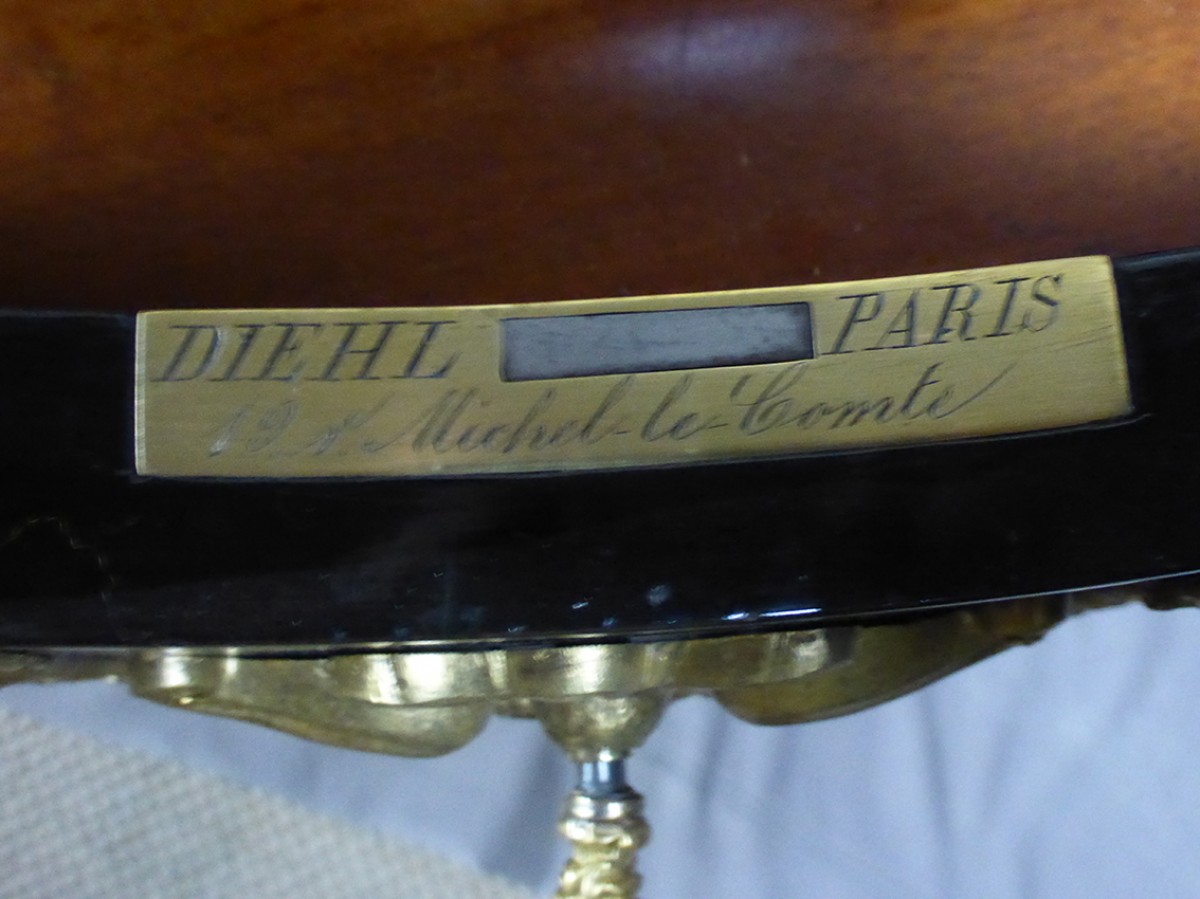 DIEHL PARIS
19. r. Michel-le-Comte